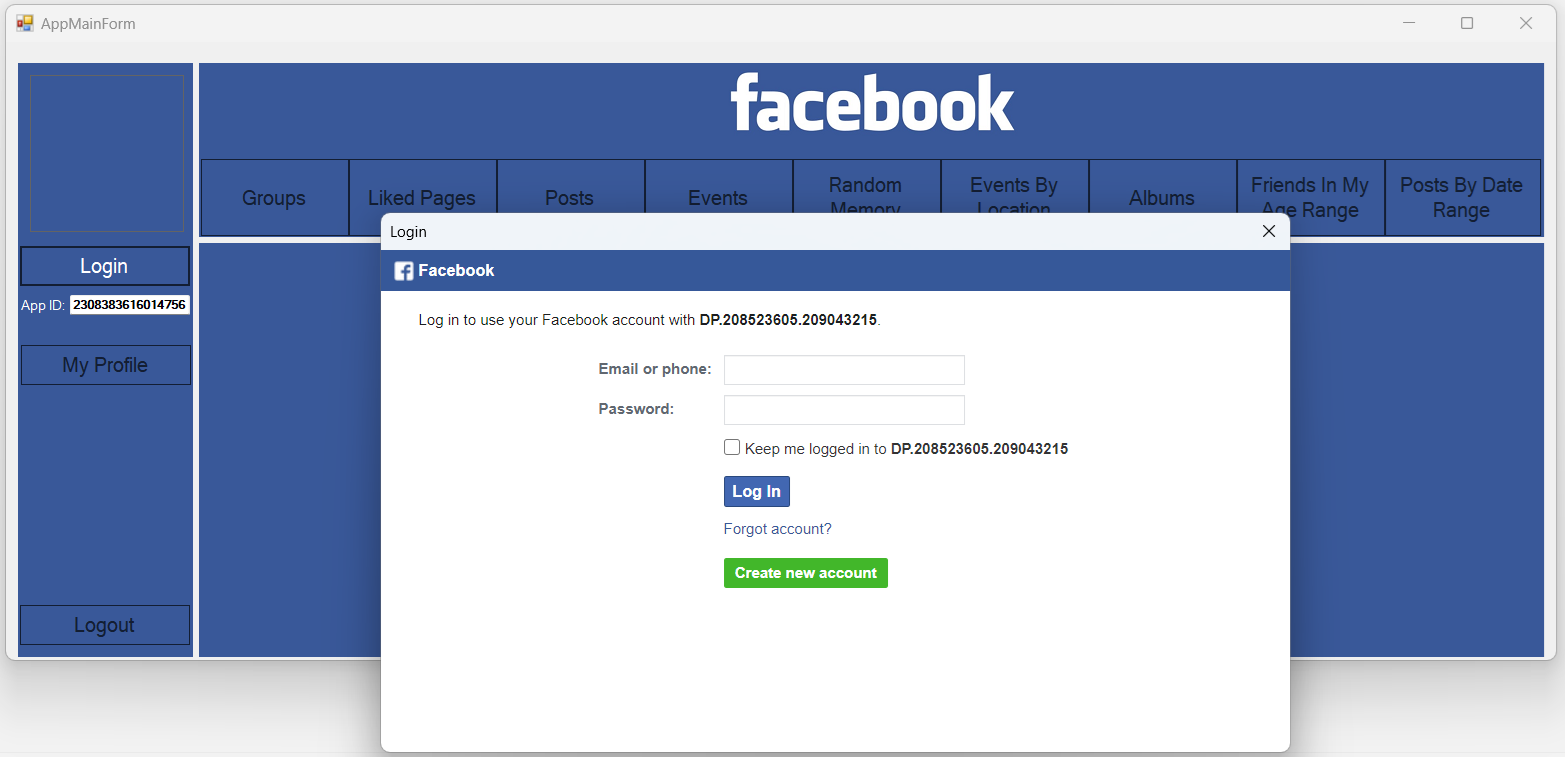 AppMainForm
facebook
Groups
Liked Pages
Posts
Events
Random
Memory
Events By
Location
Albums
Friends In My
Age Range
Posts By Date
Range
Login
App ID: 2308383616014756
My Profile
Logout
Login
Facebook
Log in to use your Facebook account with DP.208523605.209043215.
Email or phone:
Password:
Keep me logged in to DP.208523605.209043215
Log In
Forgot account?
Create new account